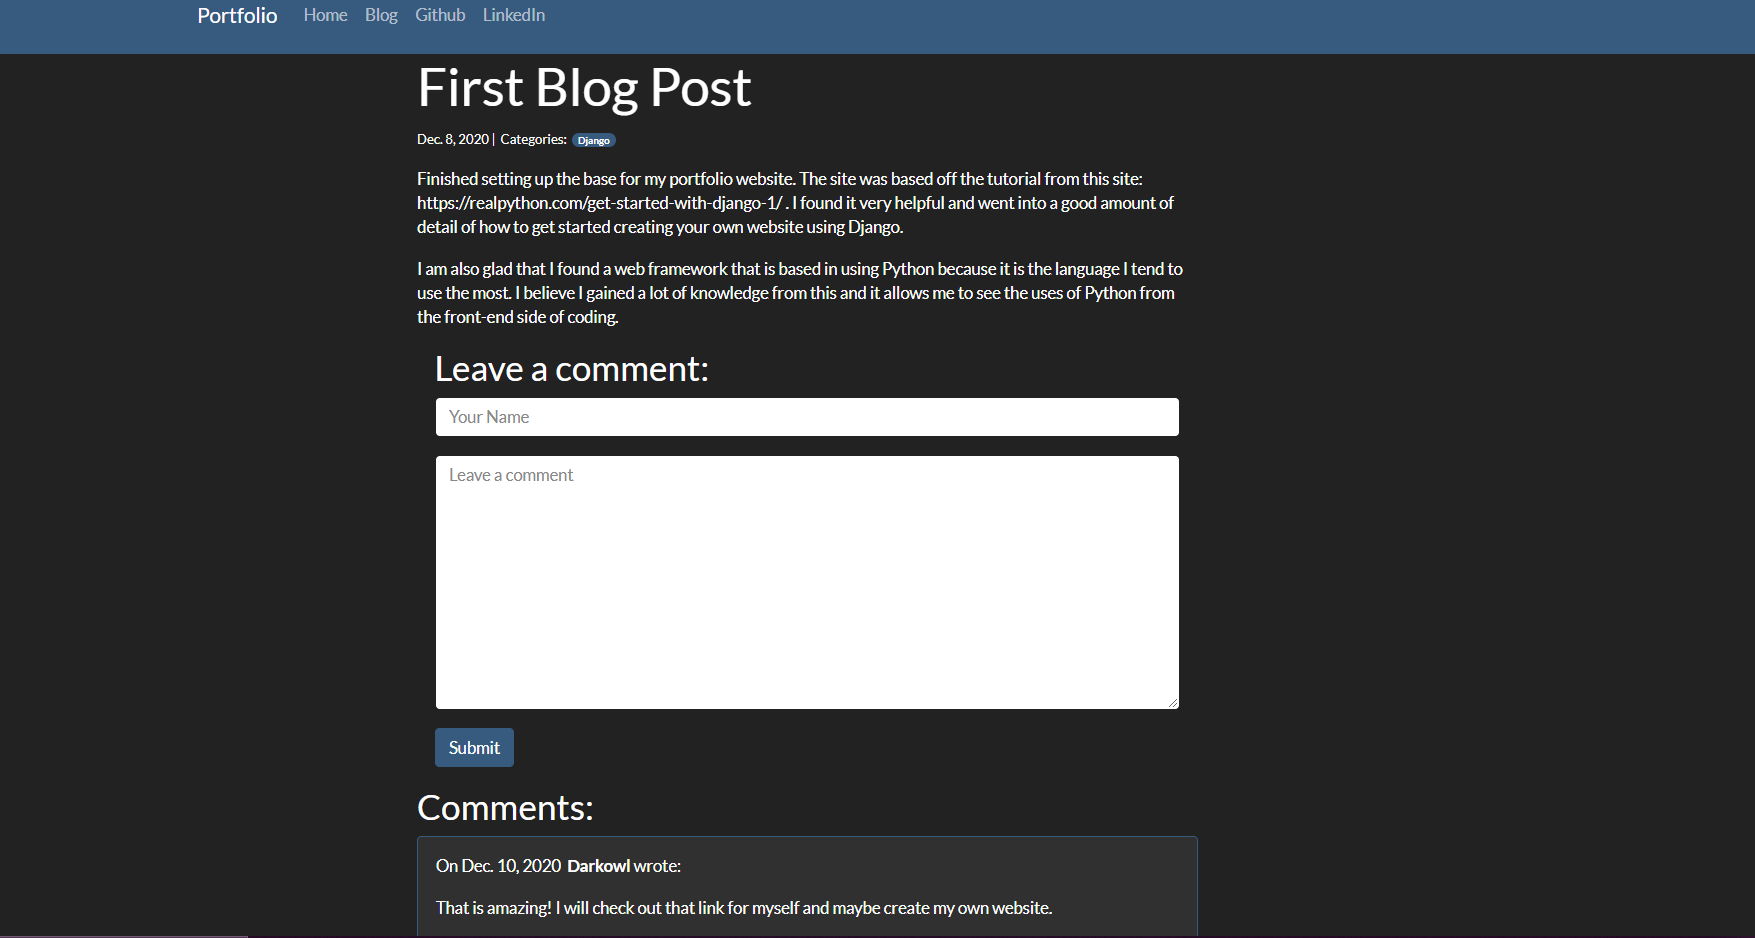 Portfolio Home Blog Github LinkedIn
First Blog Post
Dec. 8, 2020 | Categories: Django
Finished setting up the base for my portfolio website. The site was based off the tutorial from this site:
https://realpython.com/get-started-with-django-1/ . I found it very helpful and went into a good amount of
detail of how to get started creating your own website using Django.
I am also glad that I found a web framework that is based in using Python because it is the language I tend to
use the most. I believe I gained a lot of knowledge from this and it allows me to see the uses of Python from
the front-end side of coding.
Leave a comment:
Your Name
Leave a comment
Submit
Comments:
On Dec. 10, 2020 Darkowl wrote:
That is amazing! I will check out that link for myself and maybe create my own website.